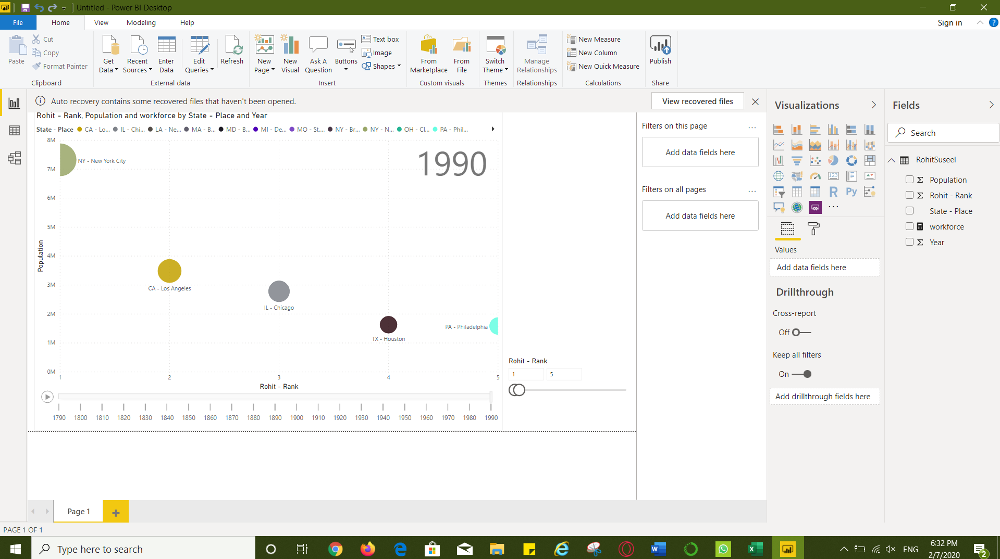 Untitled - Power BI Desktop
File Home View Modeling Help Sign in
Paste
Cut
Copy
Format Painter
Clipboard
Get Data
Recent Sources
Enter Data
Edit Queries
Refresh
External data
New Page
New Visual
Ask A Question
Buttons
Text box
Image
Shapes
Insert
From Marketplace
From File
Custom visuals
Switch Theme
Themes
Manage Relationships
Relationships
New Measure
New Column
New Quick Measure
Calculations
Publish
Share
Auto recovery contains some recovered files that haven't been opened.
View recovered files
Rohit - Rank, Population and workforce by State - Place and Year
State - Place CA - Lo... IL - Chi... LA - Ne... MA - B... MD - B... MI - De... MO - St.... NY - Br... NY - N... OH - Cl... PA - Phil...
1990
Population
8M
7M
6M
5M
4M
3M
2M
1M
0M
NY - New York City
CA - Los Angeles
IL - Chicago
TX - Houston
PA - Philadelphia
1 2 3 4 5
Rohit - Rank
1790 1800 1810 1820 1830 1840 1850 1860 1870 1880 1890 1900 1910 1920 1930 1940 1950 1960 1970 1980 1990
Rohit - Rank
1 5
Filters on this page ...
Add data fields here
Filters on all pages ...
Add data fields here
Visualizations
123
R Py
...
Values
Add data fields here
Drillthrough
Cross-report
Off
Keep all filters
On
Add drillthrough fields here
Fields
Search
RohitSuseel
Σ Population
Σ Rohit - Rank
State - Place
workforce
Σ Year
Page 1
PAGE 1 OF 1
Type here to search
ENG
6:32 PM
2/7/2020
2